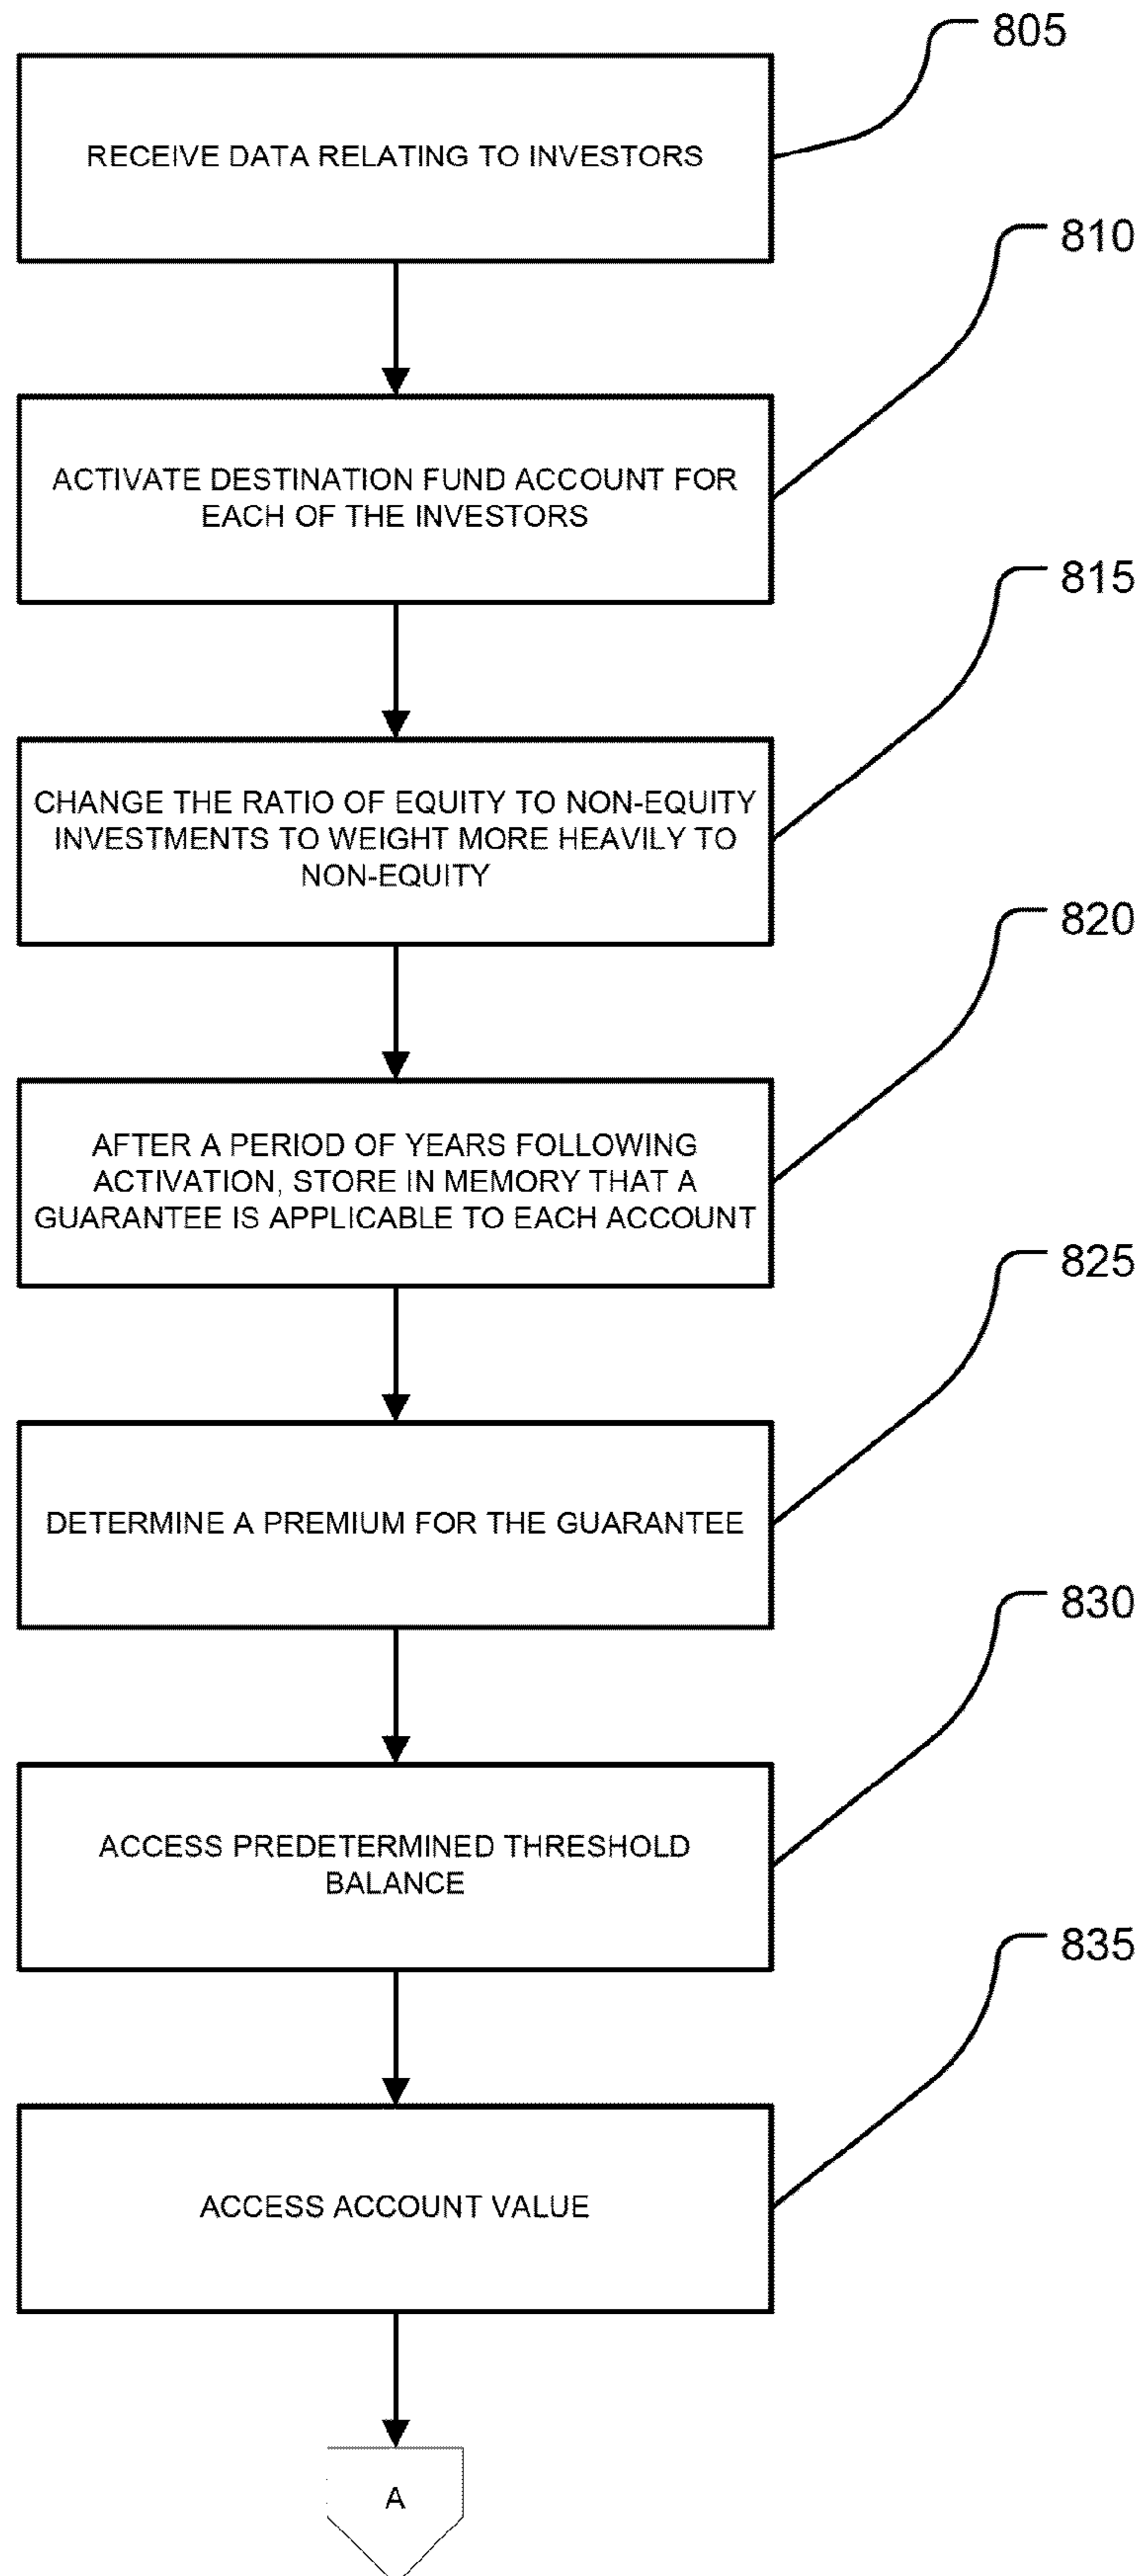 805
RECEIVE DATA RELATING TO INVESTORS
810
ACTIVATE DESTINATION FUND ACCOUNT FOR
EACH OF THE INVESTORS
815
CHANGE THE RATIO OF EQUITY TO NON-EQUITY
INVESTMENTS TO WEIGHT MORE HEAVILY TO
NON-EQUITY
820
AFTER A PERIOD OF YEARS FOLLOWING
ACTIVATION, STORE IN MEMORY THAT A
GUARANTEE IS APPLICABLE TO EACH ACCOUNT
825
DETERMINE A PREMIUM FOR THE GUARANTEE
830
ACCESS PREDETERMINED THRESHOLD
BALANCE
835
ACCESS ACCOUNT VALUE
A